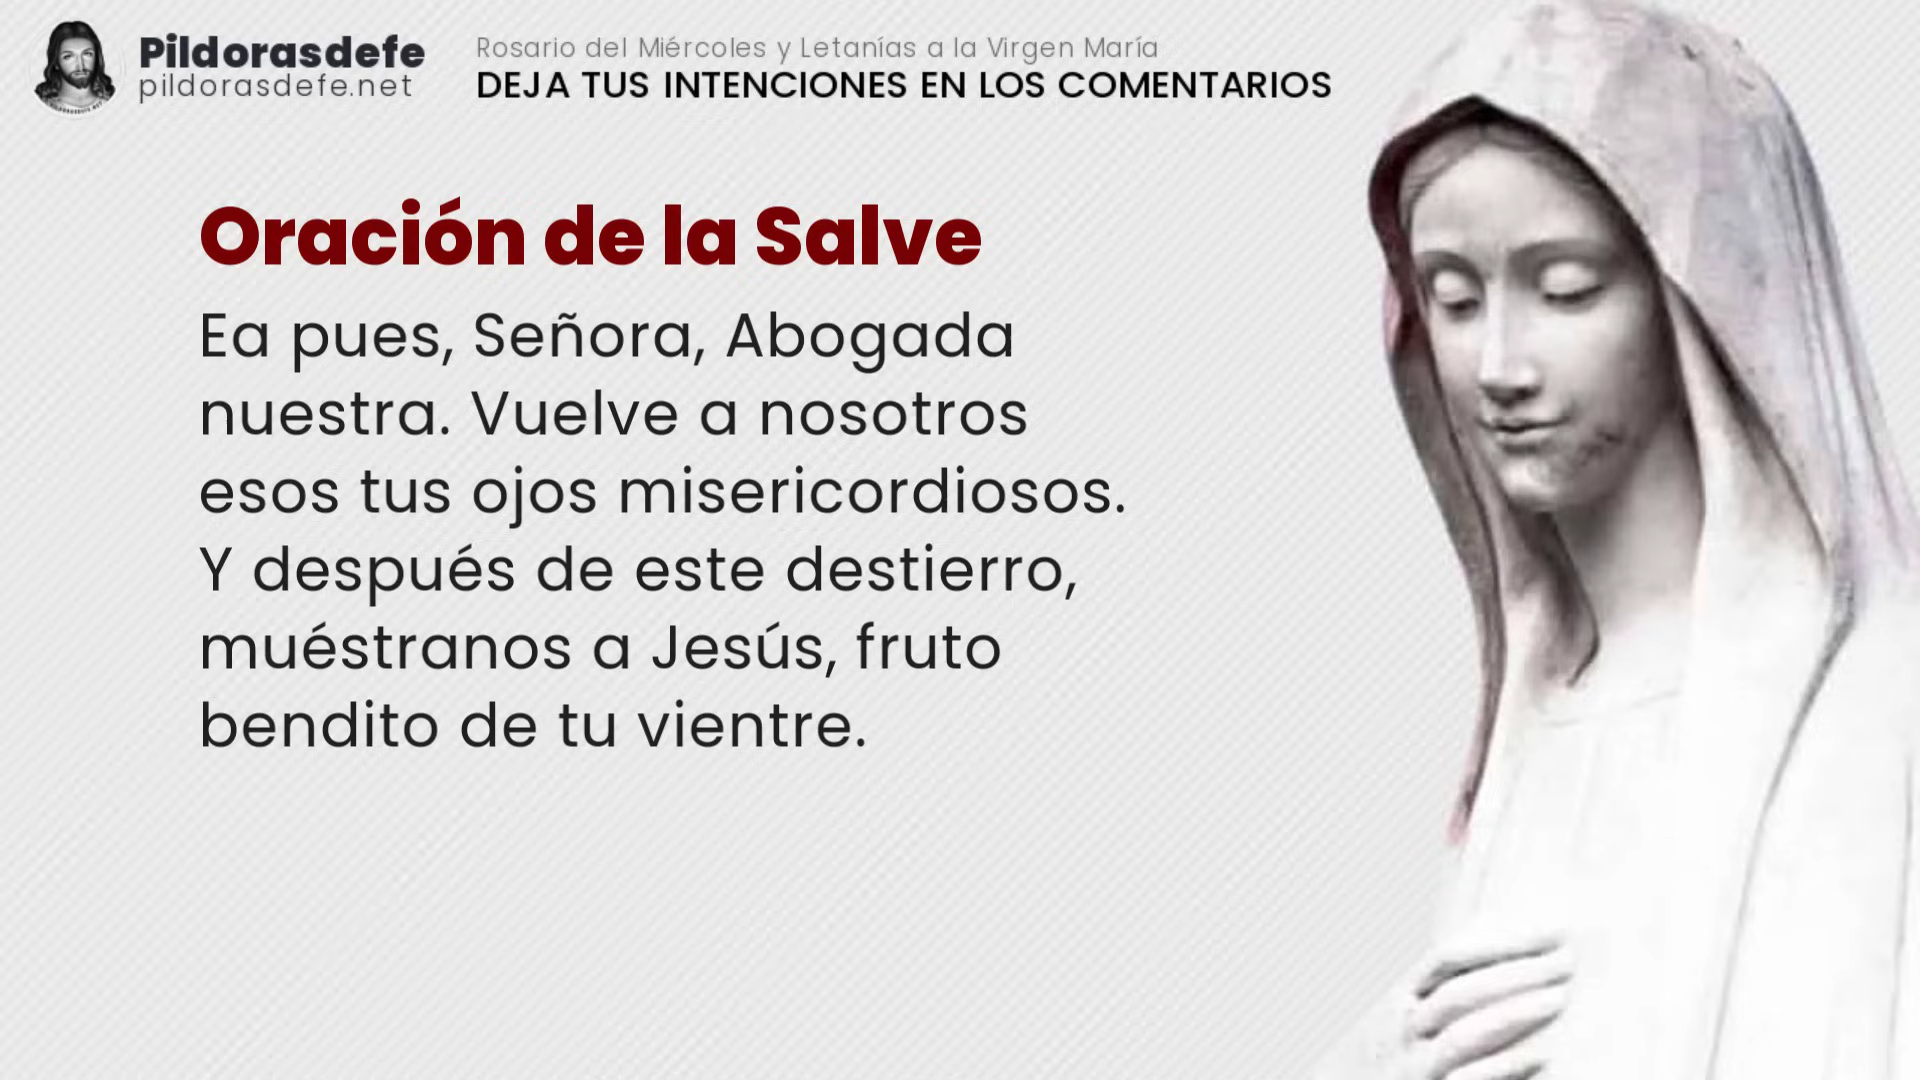 Pildorasdefe
pildorasdefe.net
Rosario del Miércoles y Letanías a la Virgen María
DEJA TUS INTENCIONES EN LOS COMENTARIOS
Oración de la Salve
Ea pues, Señora, Abogada
nuestra. Vuelve a nosotros
esos tus ojos misericordiosos.
Y después de este destierro,
muéstranos a Jesús, fruto
bendito de tu vientre.